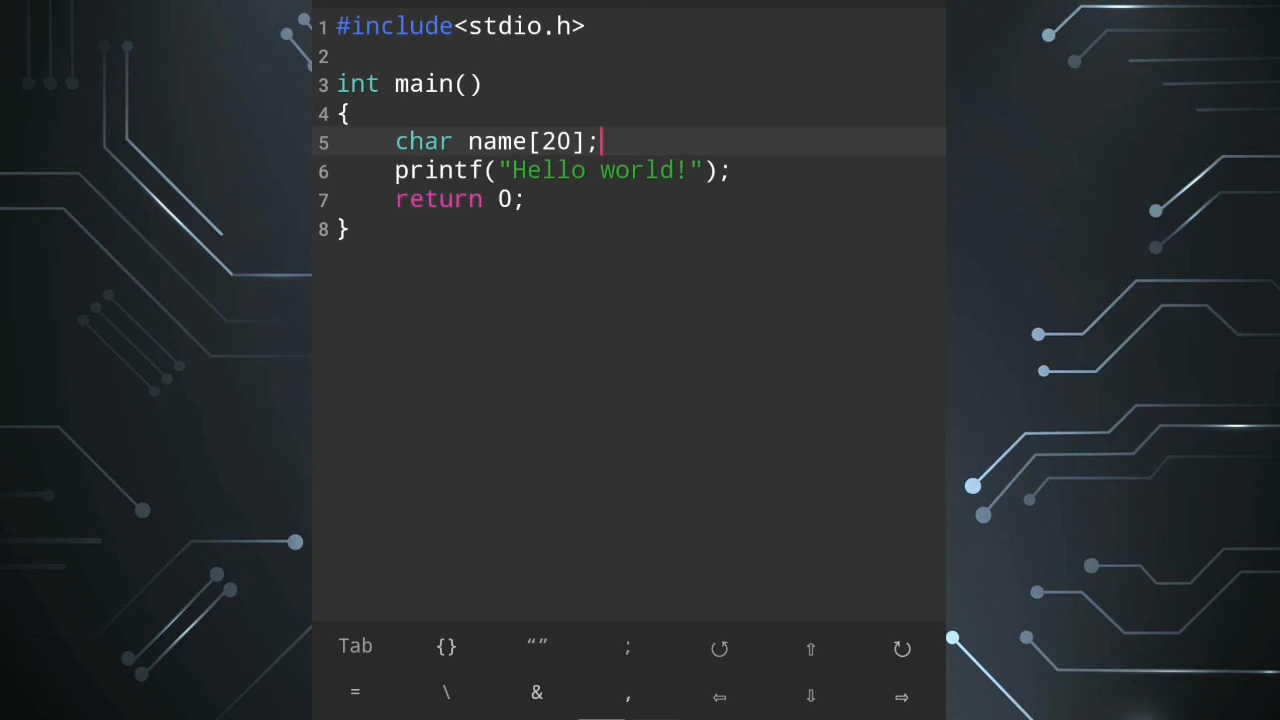 1 #include<stdio.h>
2
3 int main()
4 {
5 char name[20];
6 printf("Hello world!");
7 return 0;
8 }
Tab {} “” ; ↺ ⇧ ↻
= \ & , ⇦ ⇩ ⇨